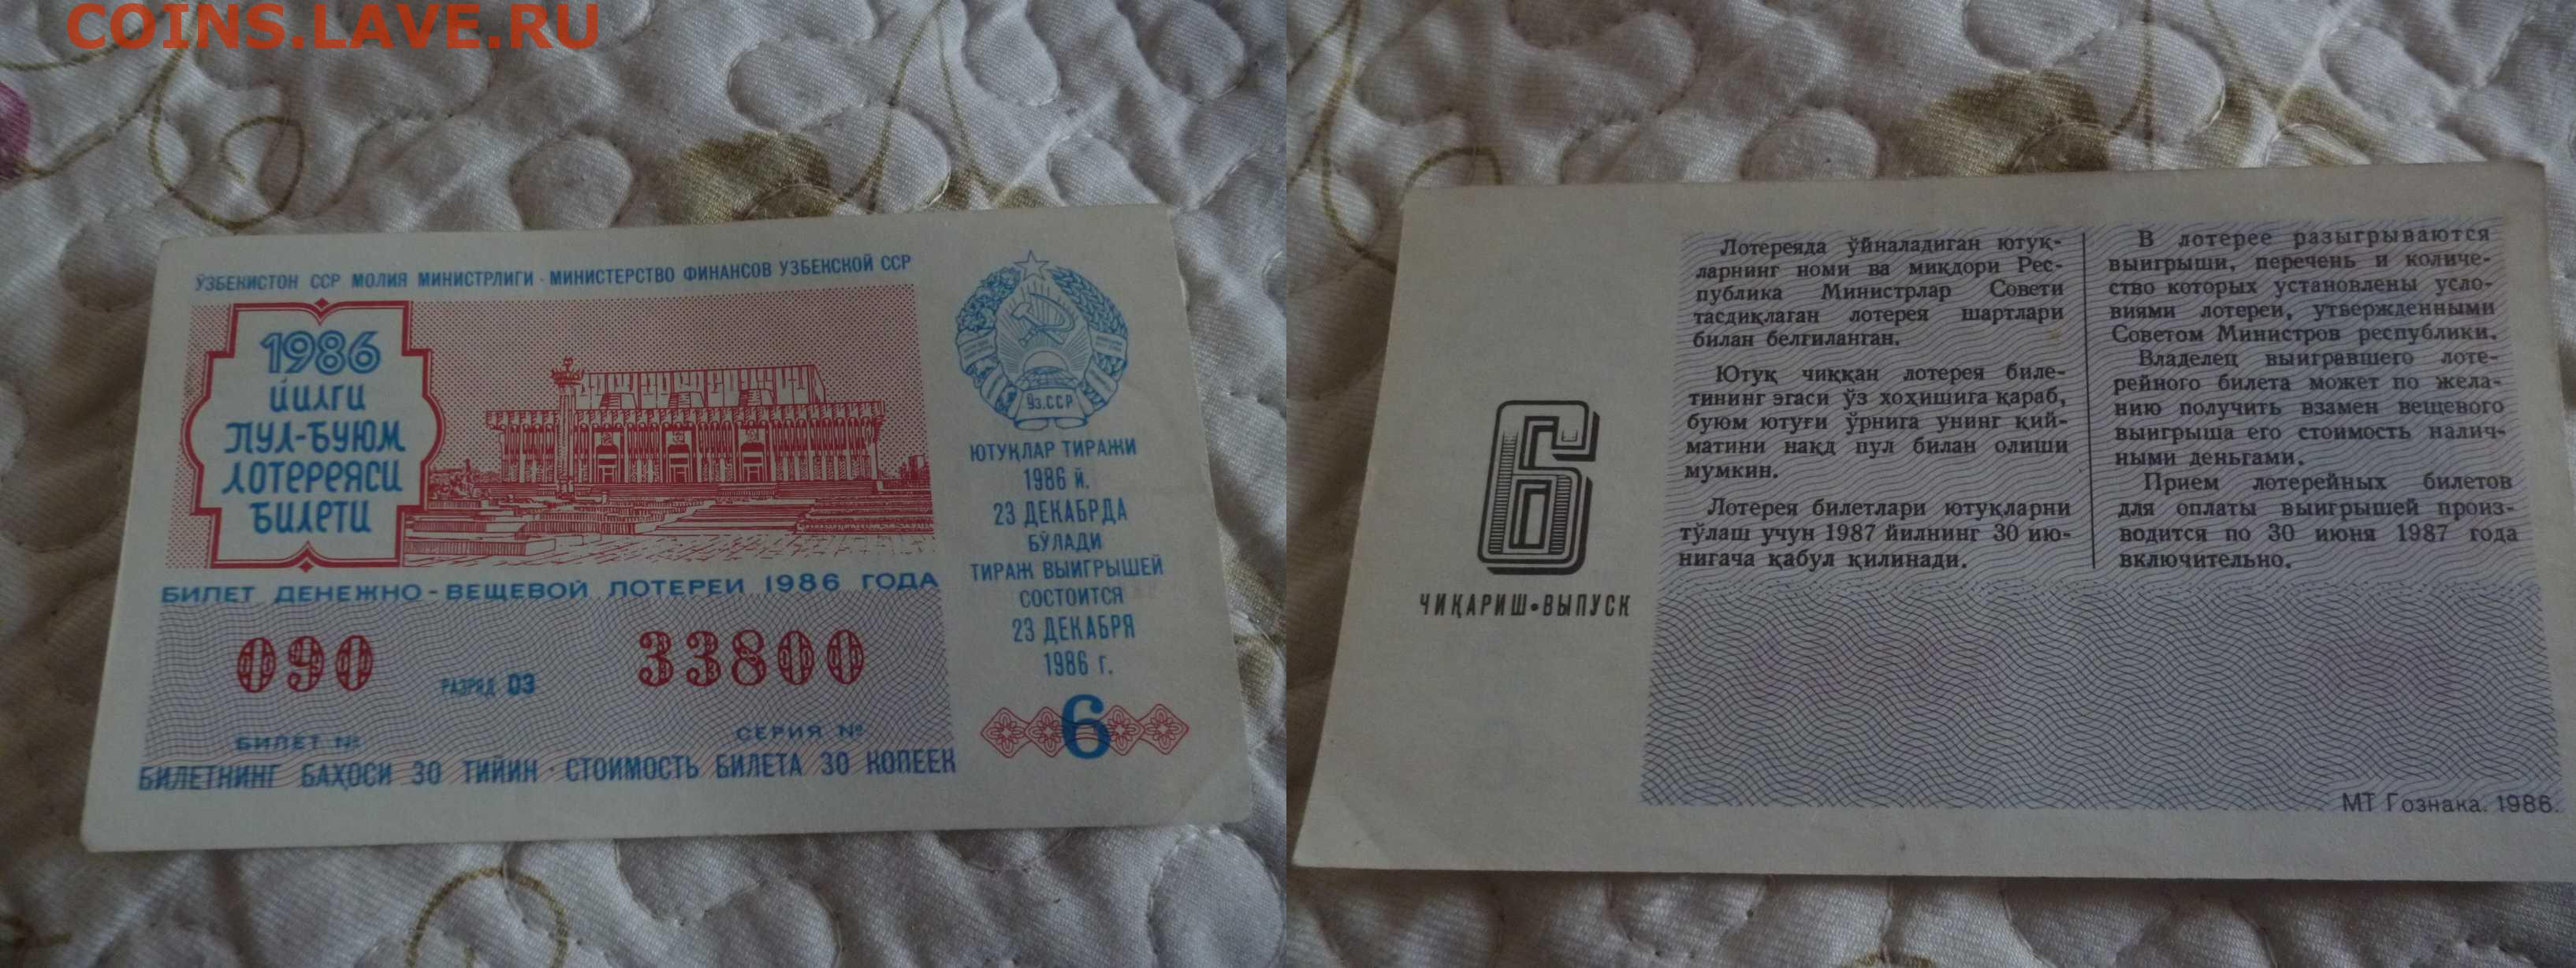 COINS.LAVE.RU
ЎЗБЕКИСТОН ССР МОЛИЯ МИНИСТРЛИГИ · МИНИСТЕРСТВО ФИНАНСОВ УЗБЕКСКОЙ ССР
1986
ЙИЛГИ
ПУЛ-БУЮМ
ЛОТЕРЕЯСИ
БИЛЕТИ
БИЛЕТ ДЕНЕЖНО-ВЕЩЕВОЙ ЛОТЕРЕИ 1986 ГОДА
090
РАЗРЯД 03
33800
БИЛЕТ №
СЕРИЯ №
БИЛЕТНИНГ БАҲОСИ 30 ТИЙИН · СТОИМОСТЬ БИЛЕТА 30 КОПЕЕК
Ўз.ССР
ЮТУҚЛАР ТИРАЖИ
1986 й.
23 ДЕКАБРДА
БЎЛАДИ
ТИРАЖ ВЫИГРЫШЕЙ
СОСТОИТСЯ
23 ДЕКАБРЯ
1986 г.
6
6
ЧИҚАРИШ•ВЫПУСК
Лотереяда ўйналадиган ютуқ-
ларнинг номи ва миқдори Рес-
публика Министрлар Совети
тасдиқлаган лотерея шартлари
билан белгиланган.
Ютуқ чиққан лотерея биле-
тининг эгаси ўз хоҳишига қараб,
буюм ютуғи ўрнига унинг қий-
матини нақд пул билан олиши
мумкин.
Лотерея билетлари ютуқларни
тўлаш учун 1987 йилнинг 30 ию-
нигача қабул қилинади.
В лотерее разыгрываются
выигрыши, перечень и количе-
ство которых установлены усло-
виями лотереи, утвержденными
Советом Министров республики.
Владелец выигравшего лоте-
рейного билета может по жела-
нию получить взамен вещевого
выигрыша его стоимость налич-
ными деньгами.
Прием лотерейных билетов
для оплаты выигрышей произ-
водится по 30 июня 1987 года
включительно.
МТ Гознака. 1986.